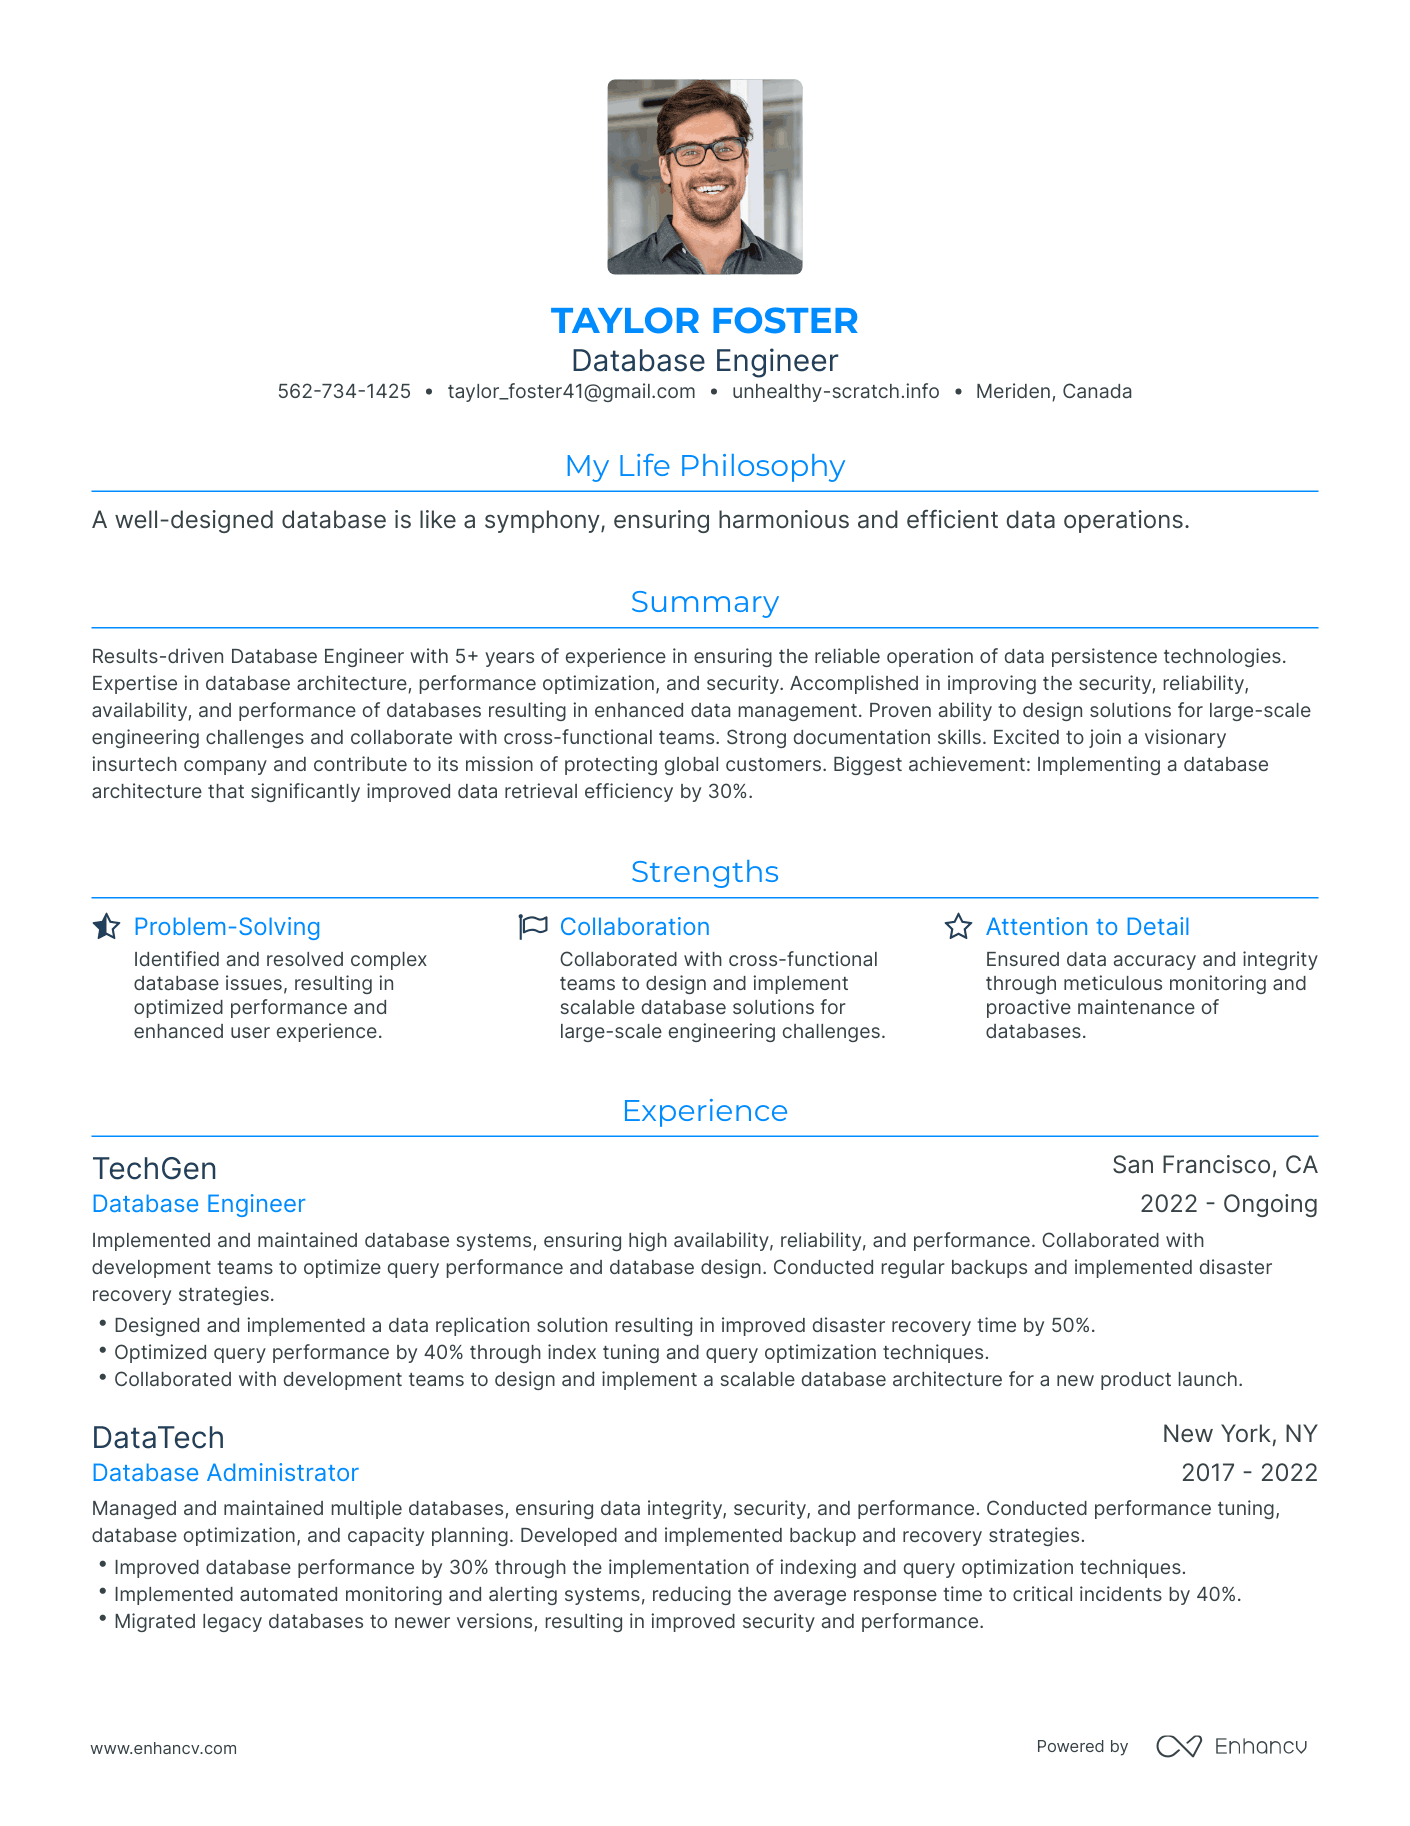 TAYLOR FOSTER
Database Engineer
562-734-1425 • taylor_foster41@gmail.com • unhealthy-scratch.info • Meriden, Canada
My Life Philosophy
A well-designed database is like a symphony, ensuring harmonious and efficient data operations.
Summary
Results-driven Database Engineer with 5+ years of experience in ensuring the reliable operation of data persistence technologies.
Expertise in database architecture, performance optimization, and security. Accomplished in improving the security, reliability,
availability, and performance of databases resulting in enhanced data management. Proven ability to design solutions for large-scale
engineering challenges and collaborate with cross-functional teams. Strong documentation skills. Excited to join a visionary
insurtech company and contribute to its mission of protecting global customers. Biggest achievement: Implementing a database
architecture that significantly improved data retrieval efficiency by 30%.
Strengths
Problem-Solving
Identified and resolved complex
database issues, resulting in
optimized performance and
enhanced user experience.
Collaboration
Collaborated with cross-functional
teams to design and implement
scalable database solutions for
large-scale engineering challenges.
Attention to Detail
Ensured data accuracy and integrity
through meticulous monitoring and
proactive maintenance of
databases.
Experience
TechGen San Francisco, CA
Database Engineer 2022 - Ongoing
Implemented and maintained database systems, ensuring high availability, reliability, and performance. Collaborated with
development teams to optimize query performance and database design. Conducted regular backups and implemented disaster
recovery strategies.
• Designed and implemented a data replication solution resulting in improved disaster recovery time by 50%.
• Optimized query performance by 40% through index tuning and query optimization techniques.
• Collaborated with development teams to design and implement a scalable database architecture for a new product launch.
DataTech New York, NY
Database Administrator 2017 - 2022
Managed and maintained multiple databases, ensuring data integrity, security, and performance. Conducted performance tuning,
database optimization, and capacity planning. Developed and implemented backup and recovery strategies.
• Improved database performance by 30% through the implementation of indexing and query optimization techniques.
• Implemented automated monitoring and alerting systems, reducing the average response time to critical incidents by 40%.
• Migrated legacy databases to newer versions, resulting in improved security and performance.
www.enhancv.com Powered by Enhancv